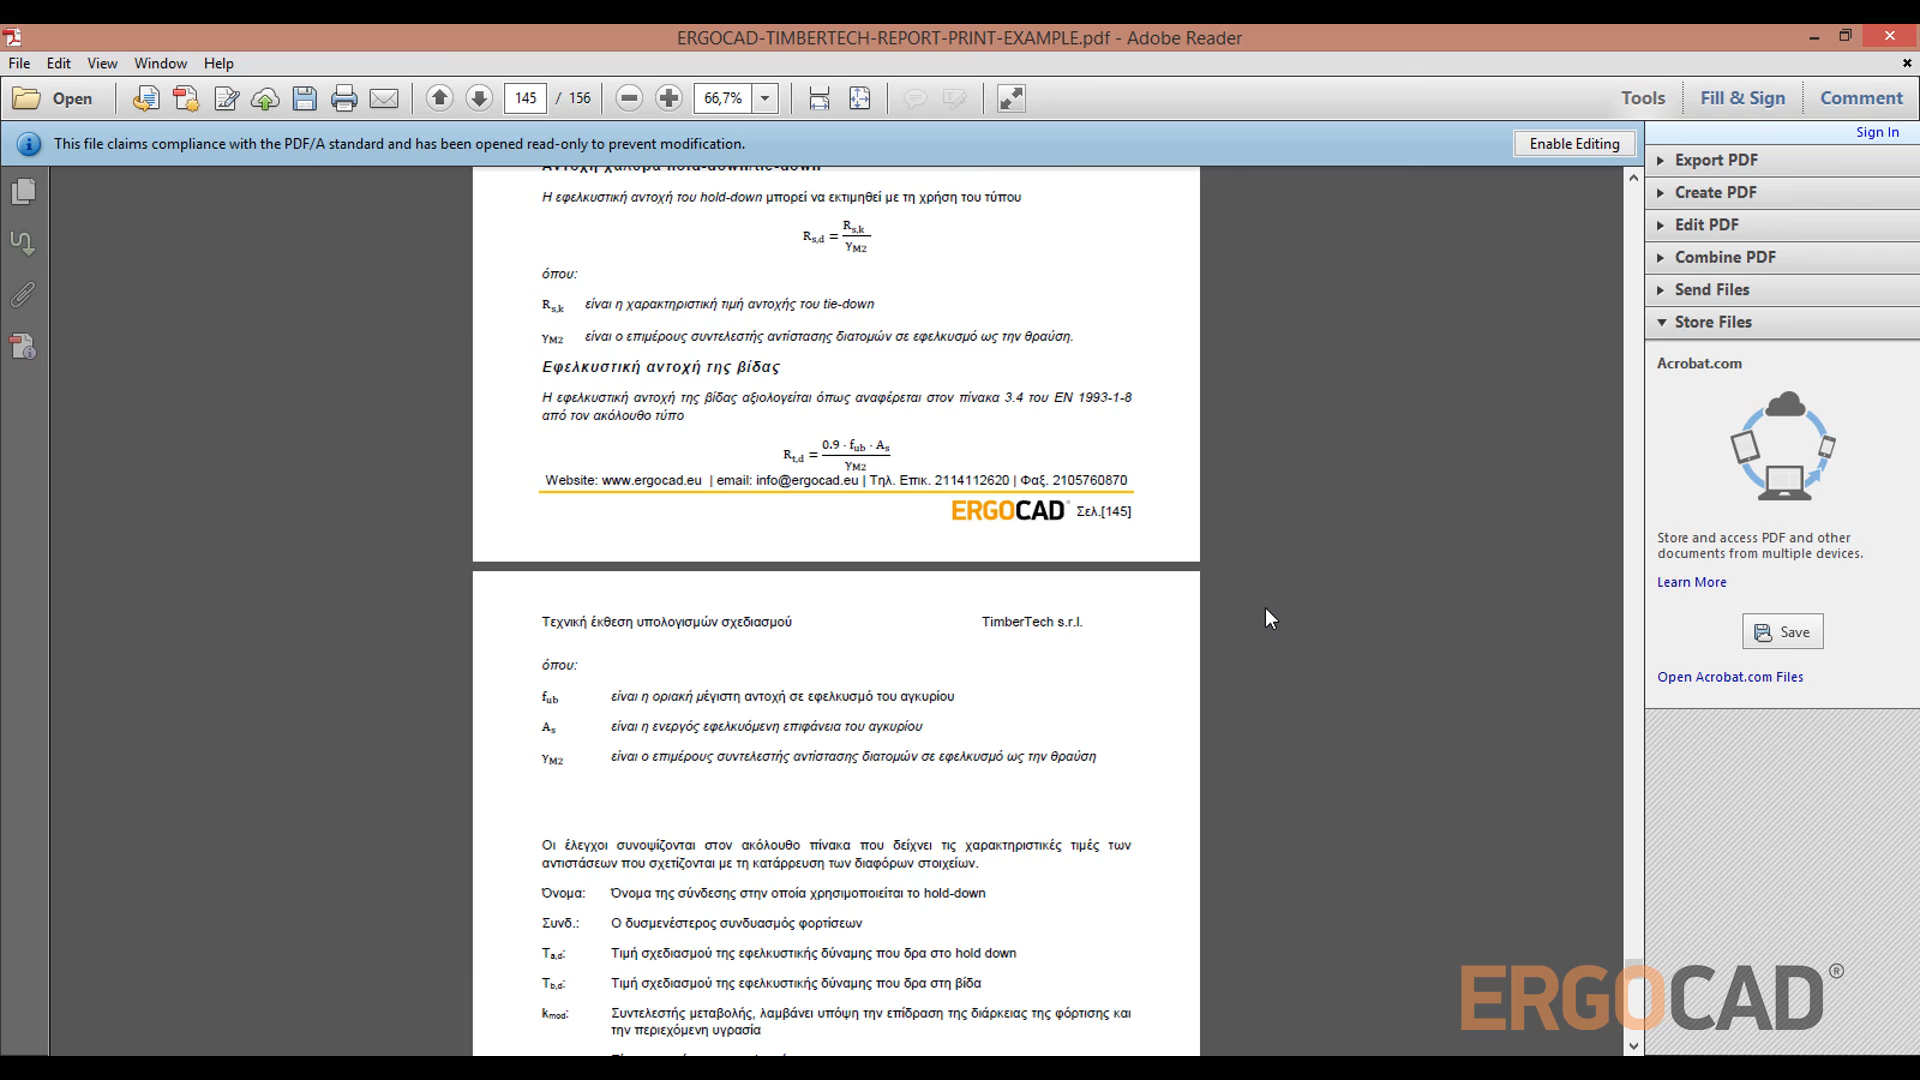 ERGOCAD-TIMBERTECH-REPORT-PRINT-EXAMPLE.pdf - Adobe Reader
File Edit View Window Help
Open 145 / 156 66,7% Tools Fill & Sign Comment
This file claims compliance with the PDF/A standard and has been opened read-only to prevent modification. Enable Editing
Sign In
Export PDF
Create PDF
Edit PDF
Combine PDF
Send Files
Store Files
Acrobat.com
Store and access PDF and other
documents from multiple devices.
Learn More
Save
Open Acrobat.com Files
Αντοχή χάλυβα hold-down/tie-down
Η εφελκυστική αντοχή του hold-down μπορεί να εκτιμηθεί με τη χρήση του τύπου
R_s,d = R_s,k / γ_M2
όπου:
R_s,k είναι η χαρακτηριστική τιμή αντοχής του tie-down
γ_M2 είναι ο επιμέρους συντελεστής αντίστασης διατομών σε εφελκυσμό ως την θραύση.
Εφελκυστική αντοχή της βίδας
Η εφελκυστική αντοχή της βίδας αξιολογείται όπως αναφέρεται στον πίνακα 3.4 του EN 1993-1-8
από τον ακόλουθο τύπο
R_t,d = 0.9 · f_ub · A_s / γ_M2
Website: www.ergocad.eu | email: info@ergocad.eu | Τηλ. Επικ. 2114112620 | Φαξ. 2105760870
ERGOCAD® Σελ.[145]
Τεχνική έκθεση υπολογισμών σχεδιασμού TimberTech s.r.l.
όπου:
f_ub είναι η οριακή μέγιστη αντοχή σε εφελκυσμό του αγκυρίου
A_s είναι η ενεργός εφελκυόμενη επιφάνεια του αγκυρίου
γ_M2 είναι ο επιμέρους συντελεστής αντίστασης διατομών σε εφελκυσμό ως την θραύση
Οι έλεγχοι συνοψίζονται στον ακόλουθο πίνακα που δείχνει τις χαρακτηριστικές τιμές των
αντιστάσεων που σχετίζονται με τη κατάρρευση των διαφόρων στοιχείων.
Όνομα: Όνομα της σύνδεσης στην οποία χρησιμοποιείται το hold-down
Συνδ.: Ο δυσμενέστερος συνδυασμός φορτίσεων
T_a,d: Τιμή σχεδιασμού της εφελκυστικής δύναμης που δρα στο hold down
T_b,d: Τιμή σχεδιασμού της εφελκυστικής δύναμης που δρα στη βίδα
k_mod: Συντελεστής μεταβολής, λαμβάνει υπόψη την επίδραση της διάρκειας της φόρτισης και
την περιεχόμενη υγρασία
ERGOCAD®